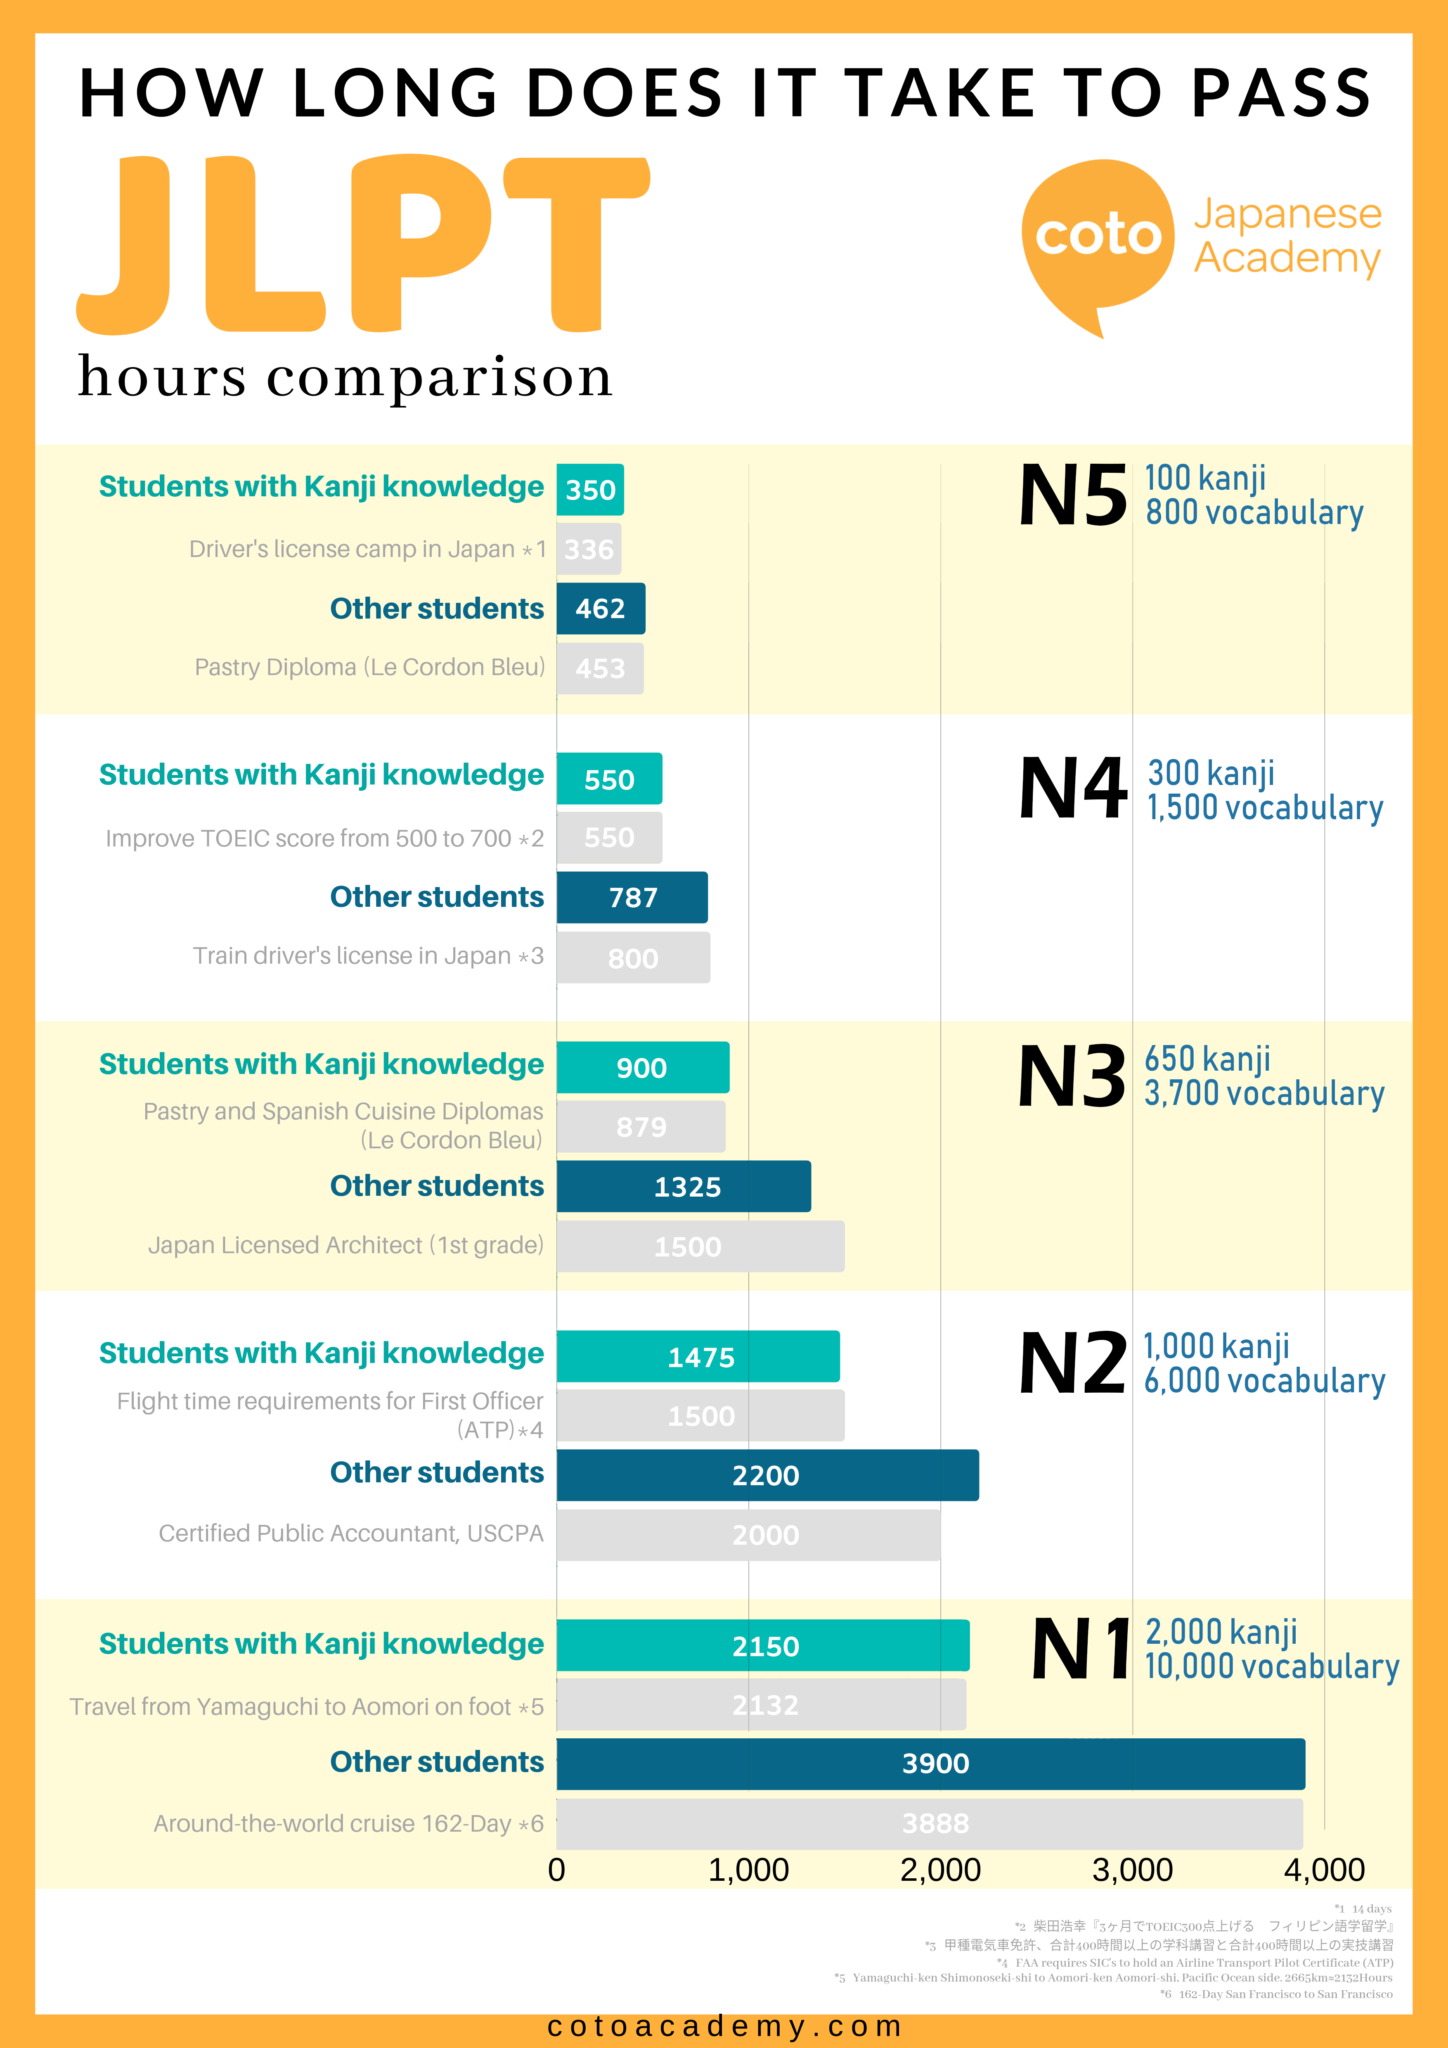 HOW LONG DOES IT TAKE TO PASS
JLPT
hours comparison
coto
Japanese
Academy
N5
100 kanji
800 vocabulary
Students with Kanji knowledge 350
Driver's license camp in Japan *1 336
Other students 462
Pastry Diploma (Le Cordon Bleu) 453
N4
300 kanji
1,500 vocabulary
Students with Kanji knowledge 550
Improve TOEIC score from 500 to 700 *2 550
Other students 787
Train driver's license in Japan *3 800
N3
650 kanji
3,700 vocabulary
Students with Kanji knowledge 900
Pastry and Spanish Cuisine Diplomas
(Le Cordon Bleu) 879
Other students 1325
Japan Licensed Architect (1st grade) 1500
N2
1,000 kanji
6,000 vocabulary
Students with Kanji knowledge 1475
Flight time requirements for First Officer
(ATP)*4 1500
Other students 2200
Certified Public Accountant, USCPA 2000
N1
2,000 kanji
10,000 vocabulary
Students with Kanji knowledge 2150
Travel from Yamaguchi to Aomori on foot *5 2132
Other students 3900
Around-the-world cruise 162-Day *6 3888
0 1,000 2,000 3,000 4,000
*1 14 days
*2 柴田浩幸『3ヶ月でTOEIC300点上げる　フィリピン語学留学』
*3 甲種電気車免許、合計400時間以上の学科講習と合計400時間以上の実技講習
*4 FAA requires SIC's to hold an Airline Transport Pilot Certificate (ATP)
*5 Yamaguchi-ken Shimonoseki-shi to Aomori-ken Aomori-shi, Pacific Ocean side. 2665km=2132Hours
*6 162-Day San Francisco to San Francisco
cotoacademy.com